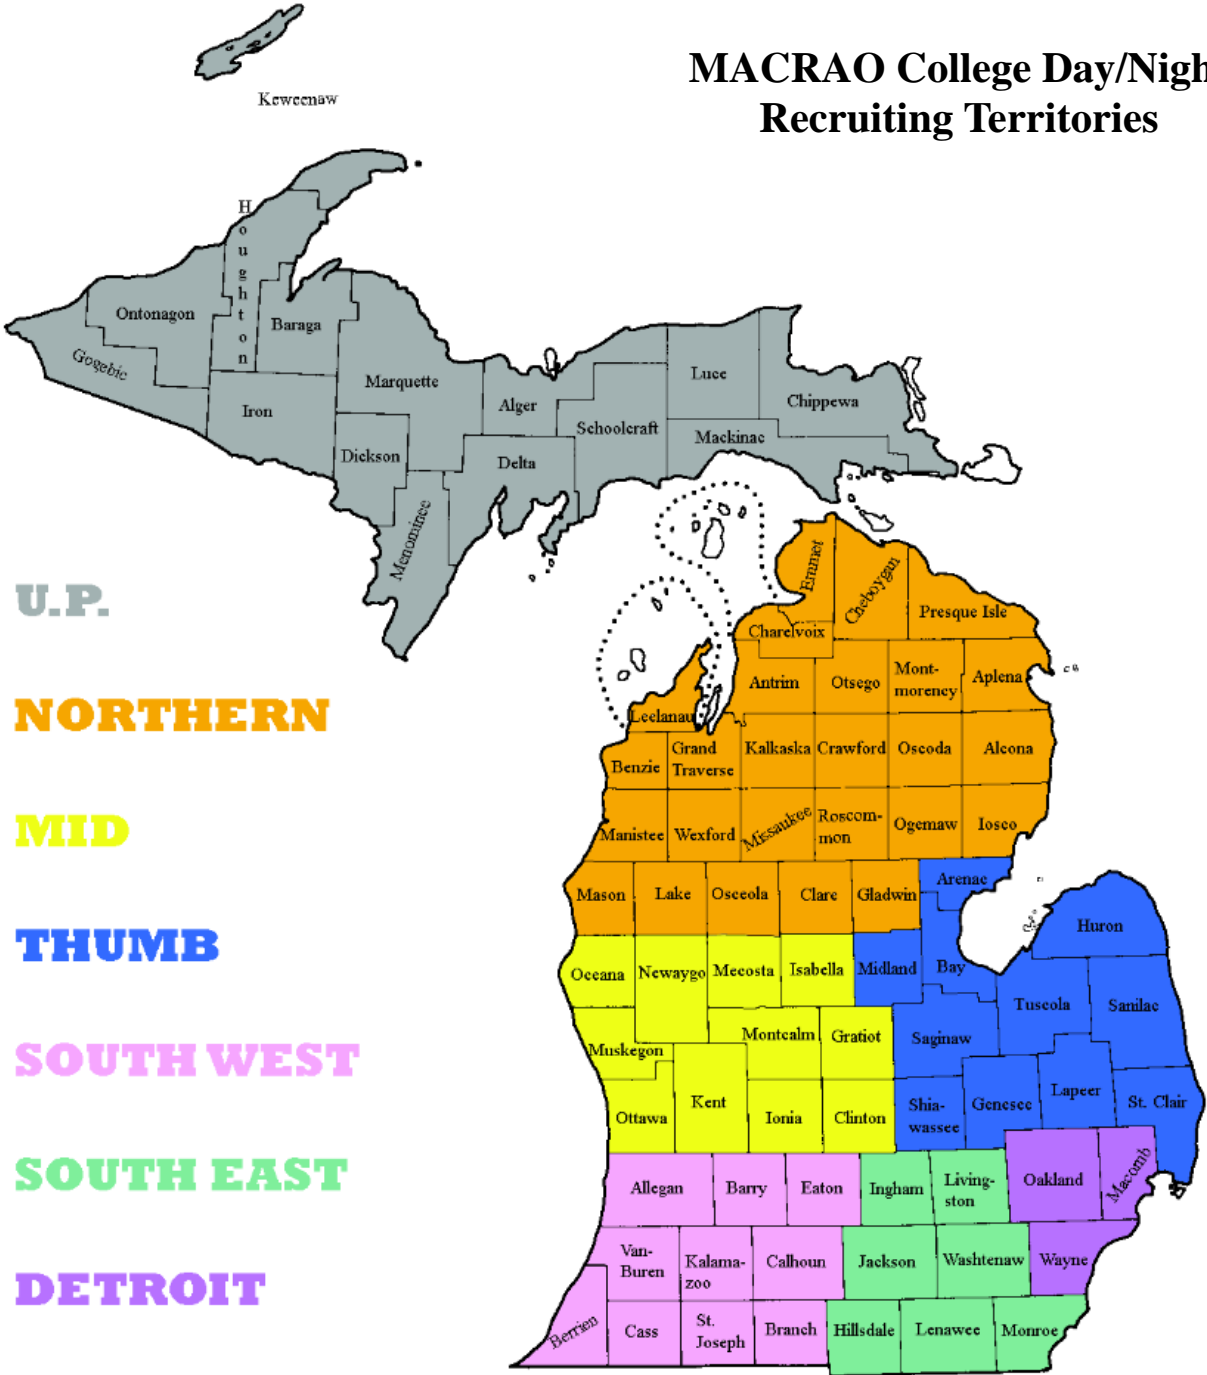 MACRAO College Day/Nigh
Recruiting Territories
Keweenaw
Houghton
Ontonagon
Baraga
Gogebic
Iron
Marquette
Luce
Alger
Chippewa
Schoolcraft
Mackinac
Dickson
Delta
Menominee
U.P.
NORTHERN
MID
THUMB
SOUTH WEST
SOUTH EAST
DETROIT
Emmet
Cheboygan
Presque Isle
Charelvoix
Antrim
Otsego
Mont-
morency
Aplena
Leelanau
Benzie
Grand
Traverse
Kalkaska
Crawford
Oscoda
Alcona
Manistee
Wexford
Missaukee
Roscom-
mon
Ogemaw
Iosco
Mason
Lake
Osceola
Clare
Gladwin
Arenac
Huron
Oceana
Newaygo
Mecosta
Isabella
Midland
Bay
Tuscola
Sanilac
Muskegon
Montcalm
Gratiot
Saginaw
Ottawa
Kent
Ionia
Clinton
Shia-
wassee
Genesee
Lapeer
St. Clair
Allegan
Barry
Eaton
Ingham
Living-
ston
Oakland
Macomb
Van-
Buren
Kalama-
zoo
Calhoun
Jackson
Washtenaw
Wayne
Berrien
Cass
St.
Joseph
Branch
Hillsdale
Lenawee
Monroe